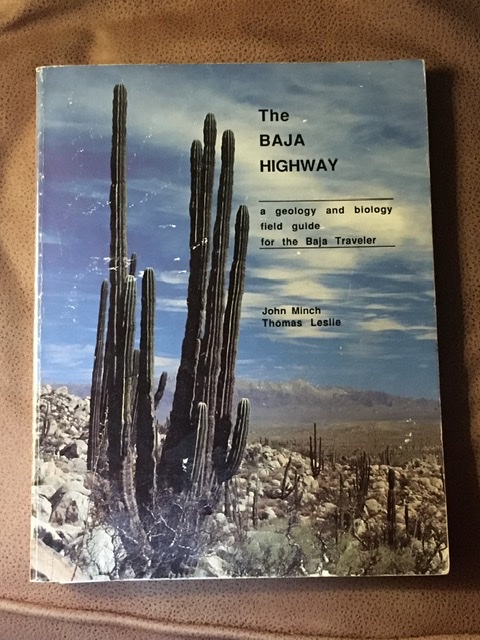 The
BAJA
HIGHWAY
a geology and biology
field guide
for the Baja Traveler
John Minch
Thomas Leslie